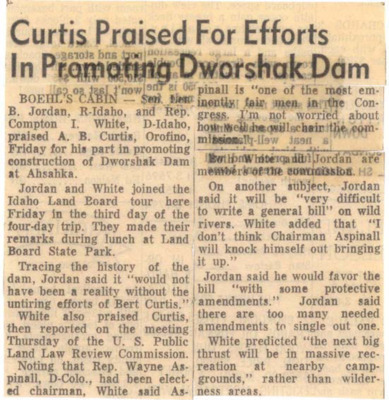 Curtis Praised For Efforts
In Promoting Dworshak Dam
BOEHL'S CABIN — Sen. Len
B. Jordan, R-Idaho, and Rep.
Compton I. White, D-Idaho,
praised A. B. Curtis, Orofino,
Friday for his part in promoting
construction of Dworshak Dam
at Ahsahka.
Jordan and White joined the
Idaho Land Board tour here
Friday in the third day of the
four-day trip. They made their
remarks during lunch at Land
Board State Park.
Tracing the history of the
dam, Jordan said it "would not
have been a reality without the
untiring efforts of Bert Curtis."
White also praised Curtis,
then reported on the meeting
Thursday of the U. S. Public
Land Law Review Commission.
Noting that Rep. Wayne As-
pinall, D-Colo., had been elect-
ed chairman, White said As-
pinall is "one of the most em-
inently fair men in the Con-
gress. I'm not worried about
how well he will chair the com-
mission."
Both White and Jordan are
members of the commission.
On another subject, Jordan
said it will be "very difficult
to write a general bill" on wild
rivers. White added that "I
don't think Chairman Aspinall
will knock himself out bringing
it up."
Jordan said he would favor the
bill "with some protective
amendments." Jordan said
there are too many needed
amendments to single out one.
White predicted "the next big
thrust will be in massive recre-
ation at nearby camp-
grounds," rather than wilder-
ness areas.